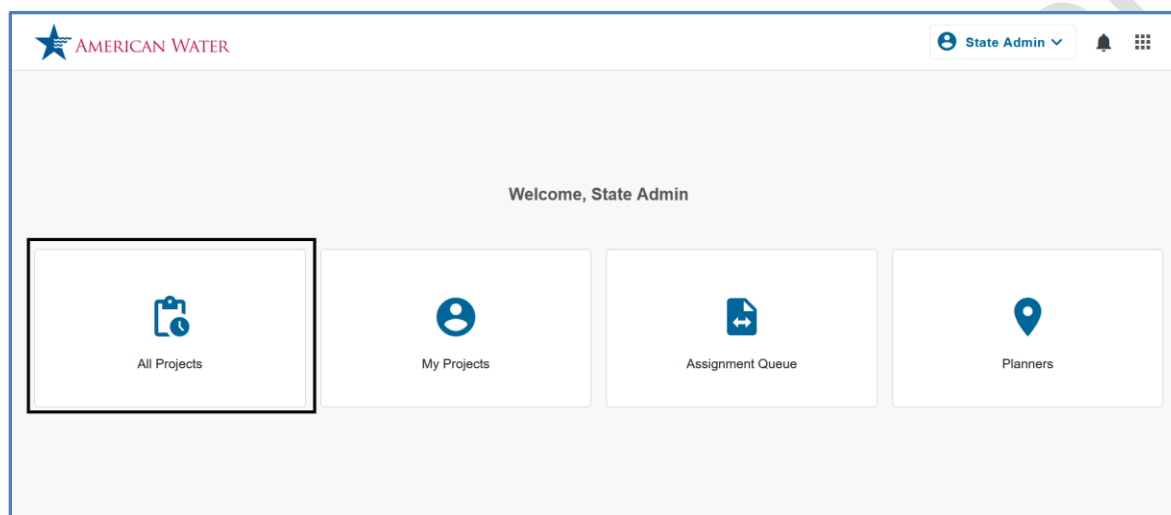 AMERICAN WATER
State Admin
Welcome, State Admin
All Projects
My Projects
Assignment Queue
Planners